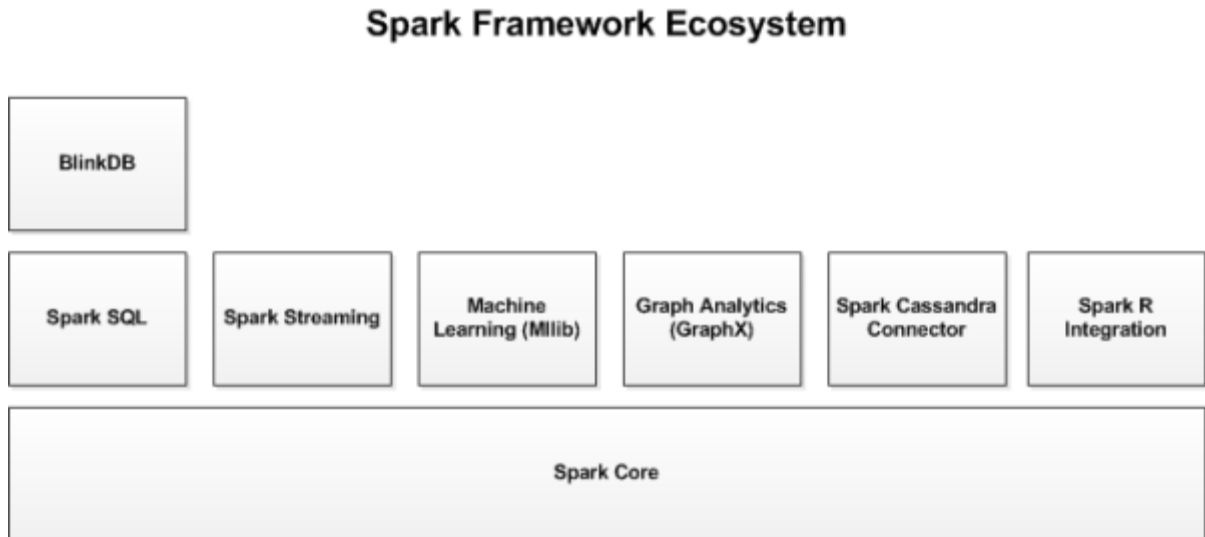 Spark Framework Ecosystem
BlinkDB
Spark SQL
Spark Streaming
Machine
Learning (Mllib)
Graph Analytics
(GraphX)
Spark Cassandra
Connector
Spark R
Integration
Spark Core